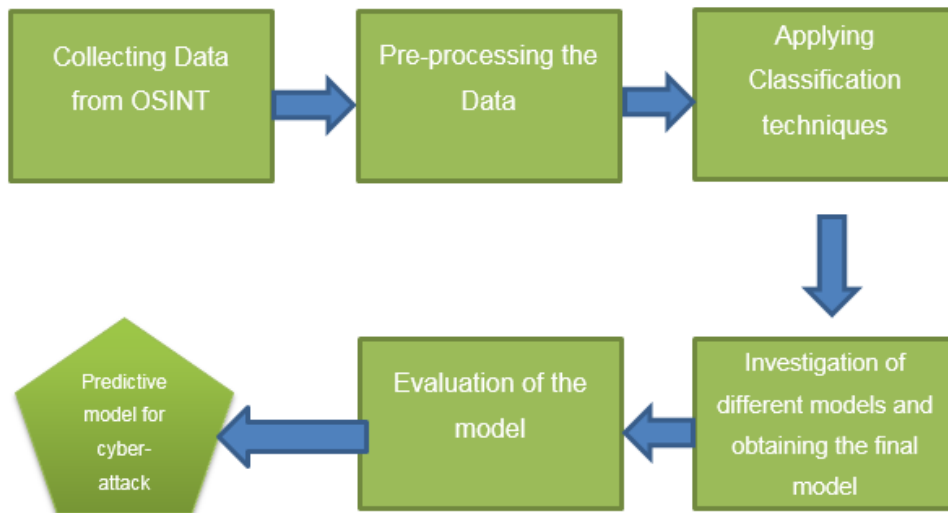 Collecting Data
from OSINT
Pre-processing the
Data
Applying
Classification
techniques
Investigation of
different models and
obtaining the final
model
Evaluation of the
model
Predictive
model for
cyber-
attack